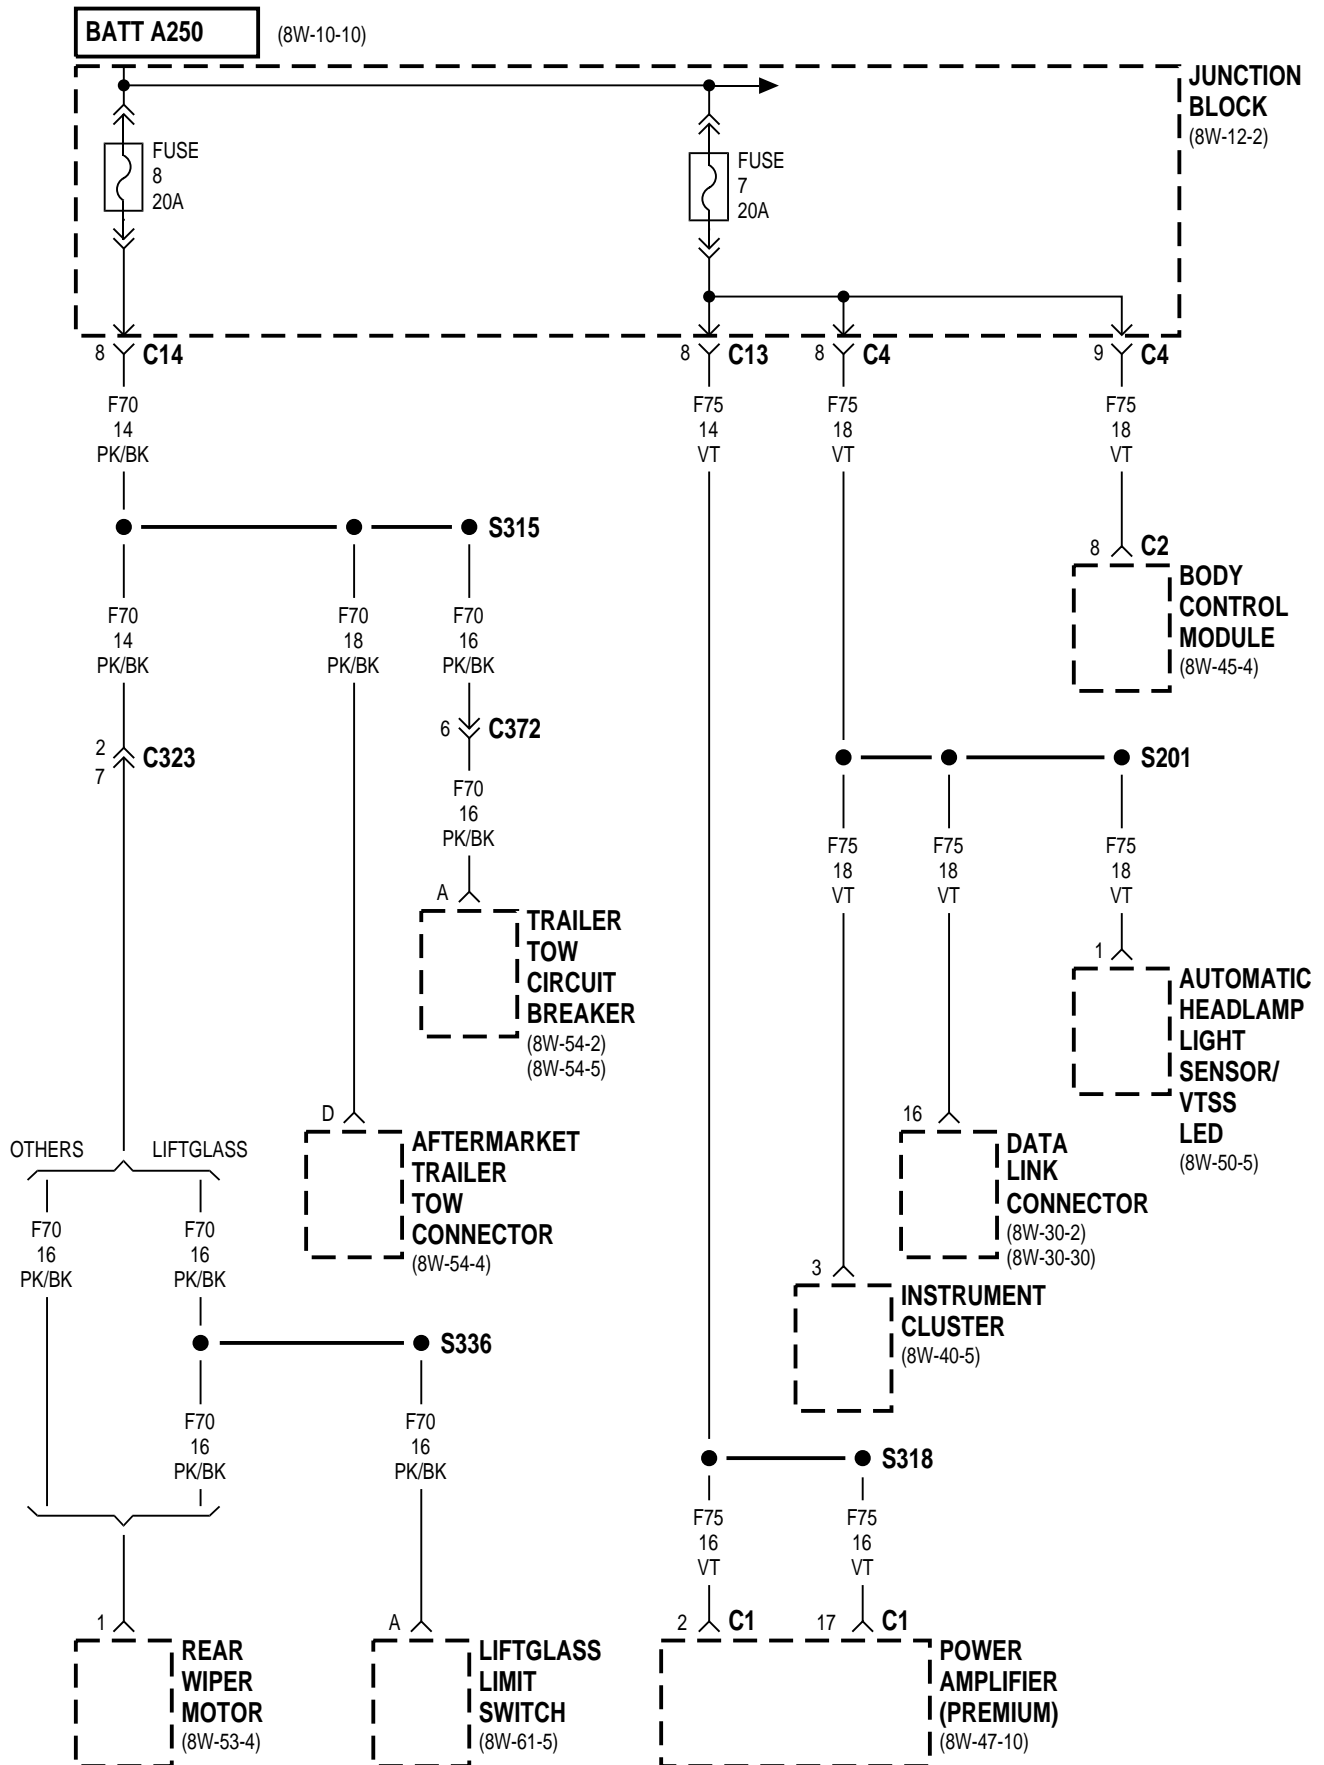 BATT A250
(8W-10-10)
JUNCTION
BLOCK
(8W-12-2)
FUSE
8
20A
FUSE
7
20A
8 C14
8 C13
8 C4
9 C4
F70
14
PK/BK
F75
14
VT
F75
18
VT
F75
18
VT
S315
8 C2
BODY
CONTROL
MODULE
(8W-45-4)
F70
14
PK/BK
F70
18
PK/BK
F70
16
PK/BK
6 C372
2
7
C323
S201
F70
16
PK/BK
F75
18
VT
F75
18
VT
F75
18
VT
A
TRAILER
TOW
CIRCUIT
BREAKER
(8W-54-2)
(8W-54-5)
1
AUTOMATIC
HEADLAMP
LIGHT
SENSOR/
VTSS
LED
(8W-50-5)
D
AFTERMARKET
TRAILER
TOW
CONNECTOR
(8W-54-4)
16
DATA
LINK
CONNECTOR
(8W-30-2)
(8W-30-30)
OTHERS
LIFTGLASS
F70
16
PK/BK
F70
16
PK/BK
3
INSTRUMENT
CLUSTER
(8W-40-5)
S336
F70
16
PK/BK
F70
16
PK/BK
S318
F75
16
VT
F75
16
VT
1
REAR
WIPER
MOTOR
(8W-53-4)
A
LIFTGLASS
LIMIT
SWITCH
(8W-61-5)
2 C1
17 C1
POWER
AMPLIFIER
(PREMIUM)
(8W-47-10)